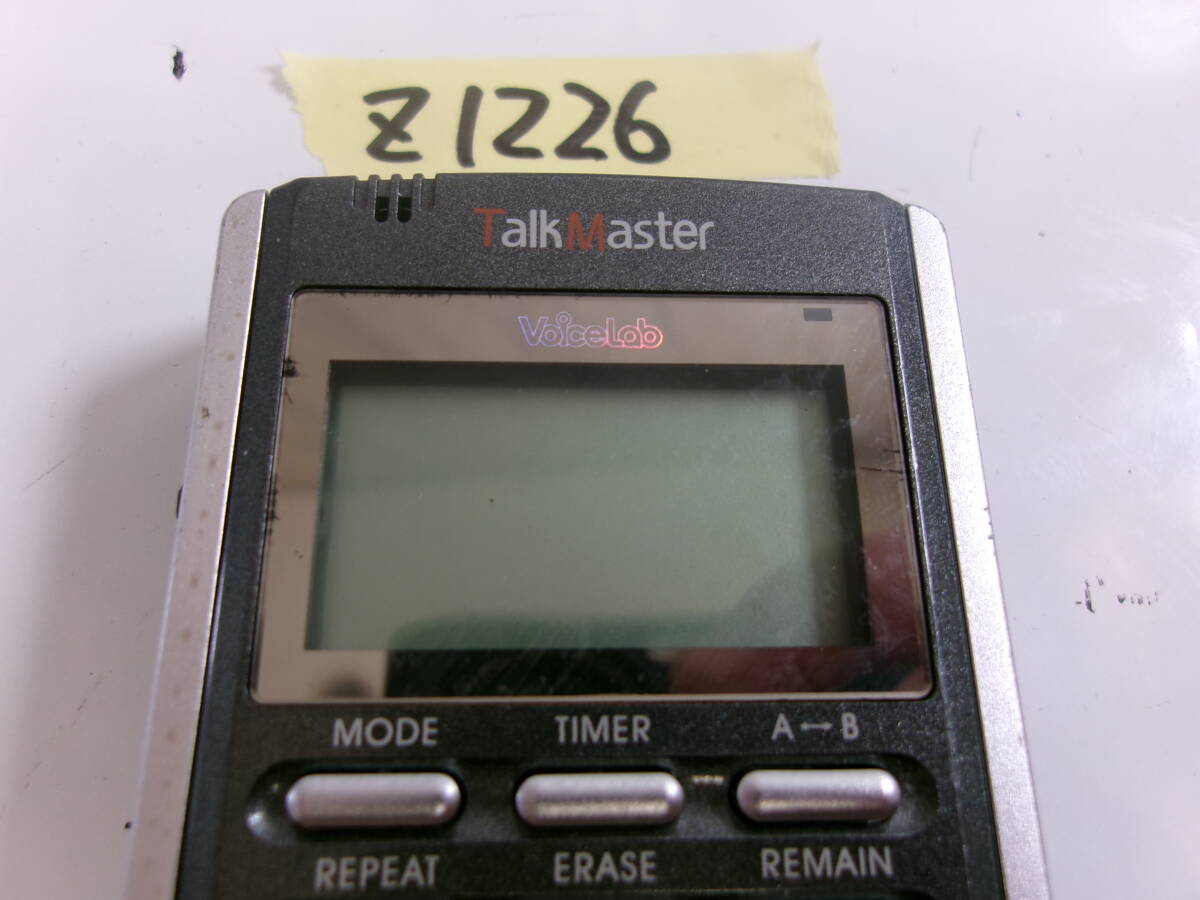 Z1226
TalkMaster
VoiceLab
MODE TIMER A↔B
REPEAT ERASE REMAIN